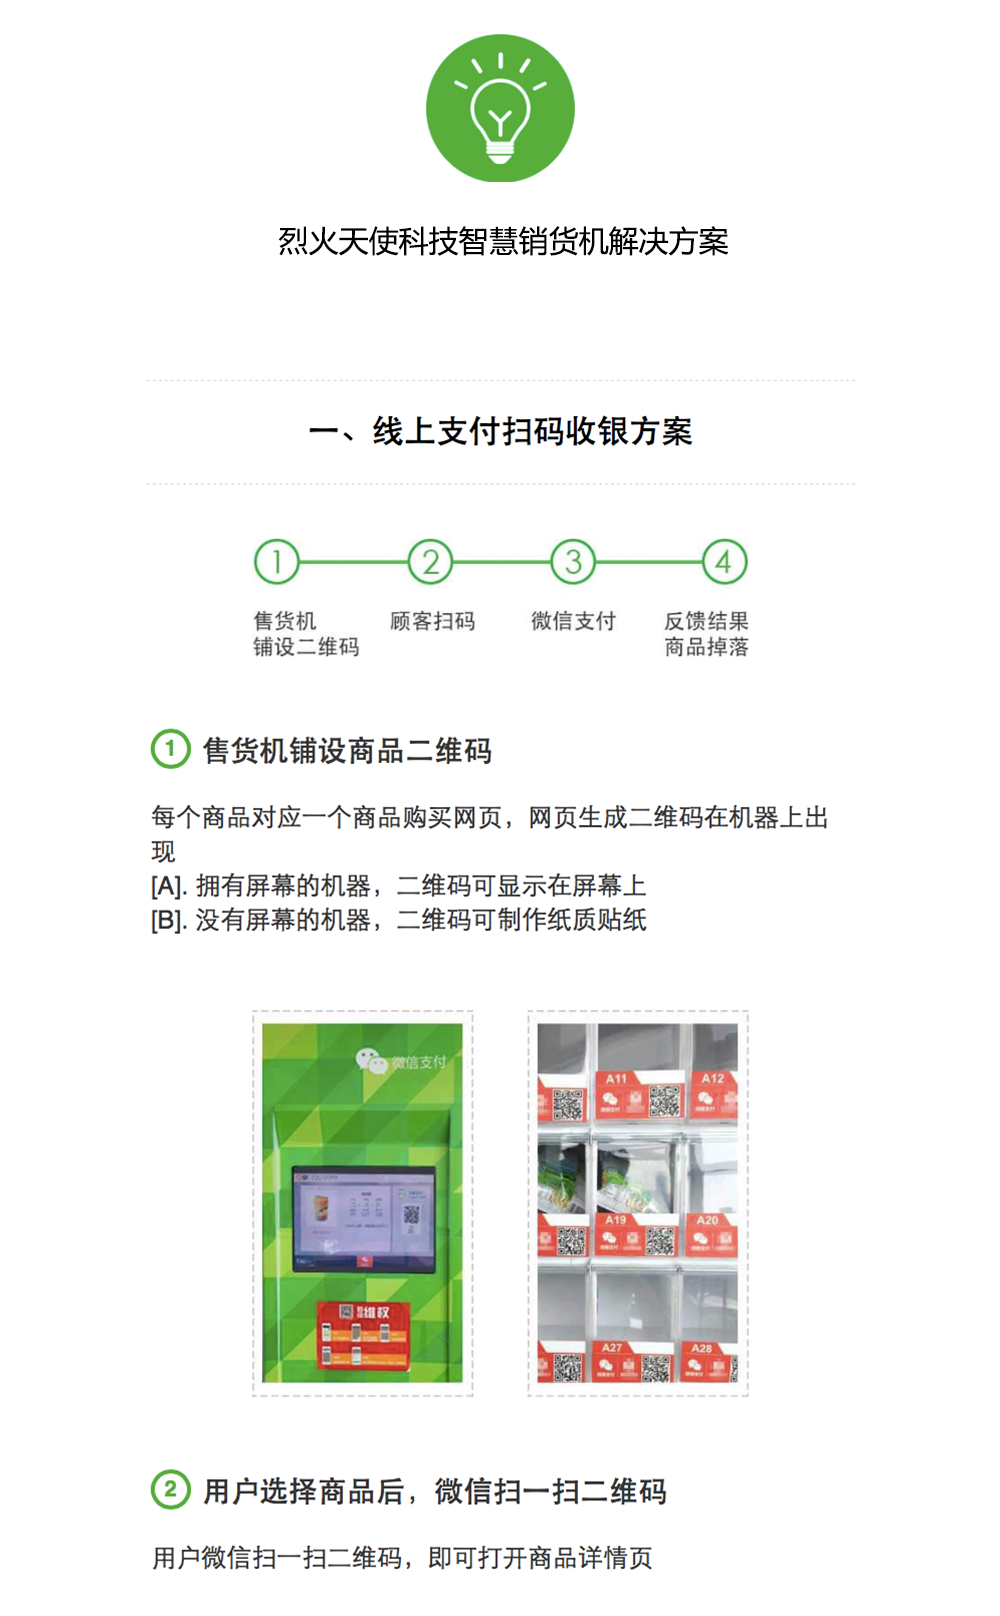 烈火天使科技智慧销货机解决方案
一、线上支付扫码收银方案
1
2
3
4
售货机
铺设二维码
顾客扫码
微信支付
反馈结果
商品掉落
1 售货机铺设商品二维码
每个商品对应一个商品购买网页，网页生成二维码在机器上出
现
[A]. 拥有屏幕的机器，二维码可显示在屏幕上
[B]. 没有屏幕的机器，二维码可制作纸质贴纸
微信支付
维权
A11
A12
A19
A20
A27
A28
2 用户选择商品后，微信扫一扫二维码
用户微信扫一扫二维码，即可打开商品详情页